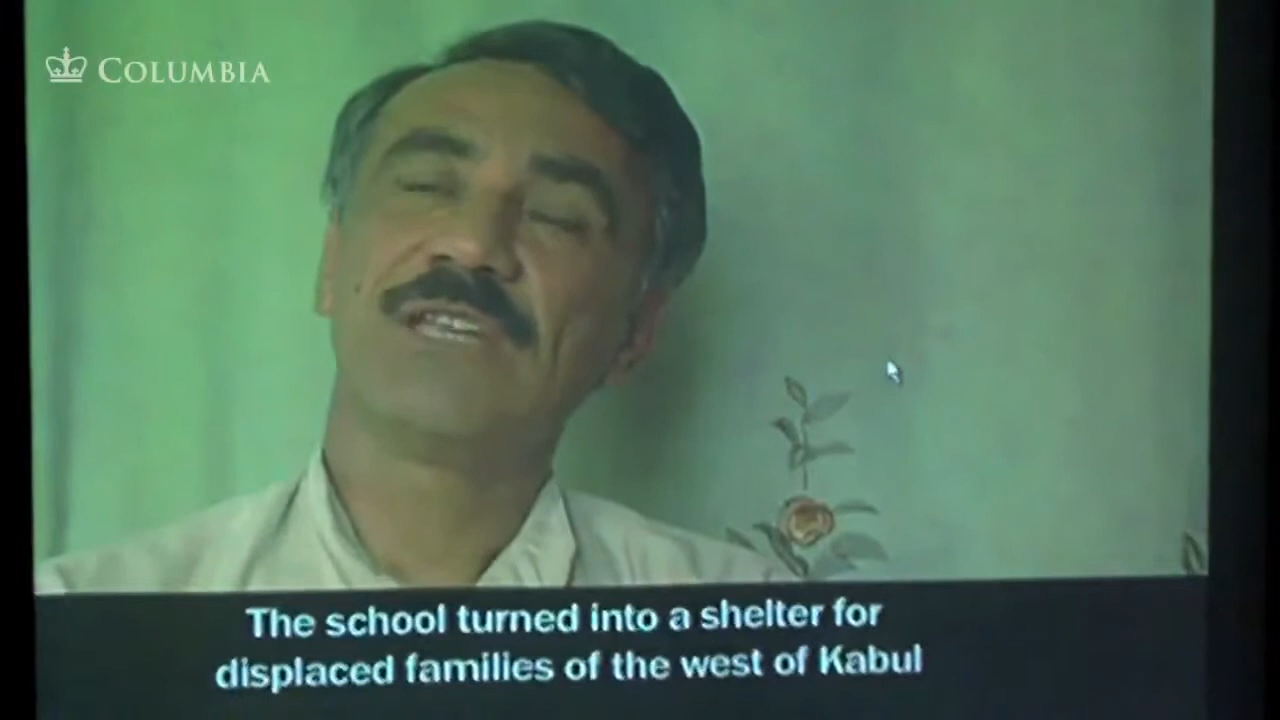 COLUMBIA
The school turned into a shelter for
displaced families of the west of Kabul